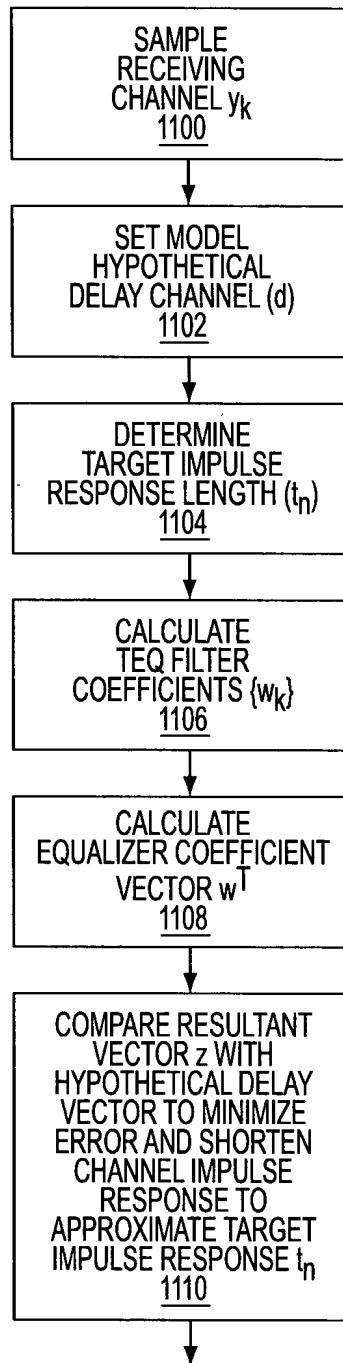 SAMPLE
RECEIVING
CHANNEL yk
1100
SET MODEL
HYPOTHETICAL
DELAY CHANNEL (d)
1102
DETERMINE
TARGET IMPULSE
RESPONSE LENGTH (tn)
1104
CALCULATE
TEQ FILTER
COEFFICIENTS {wk}
1106
CALCULATE
EQUALIZER COEFFICIENT
VECTOR wT
1108
COMPARE RESULTANT
VECTOR z WITH
HYPOTHETICAL DELAY
VECTOR TO MINIMIZE
ERROR AND SHORTEN
CHANNEL IMPULSE
RESPONSE TO
APPROXIMATE TARGET
IMPULSE RESPONSE tn
1110